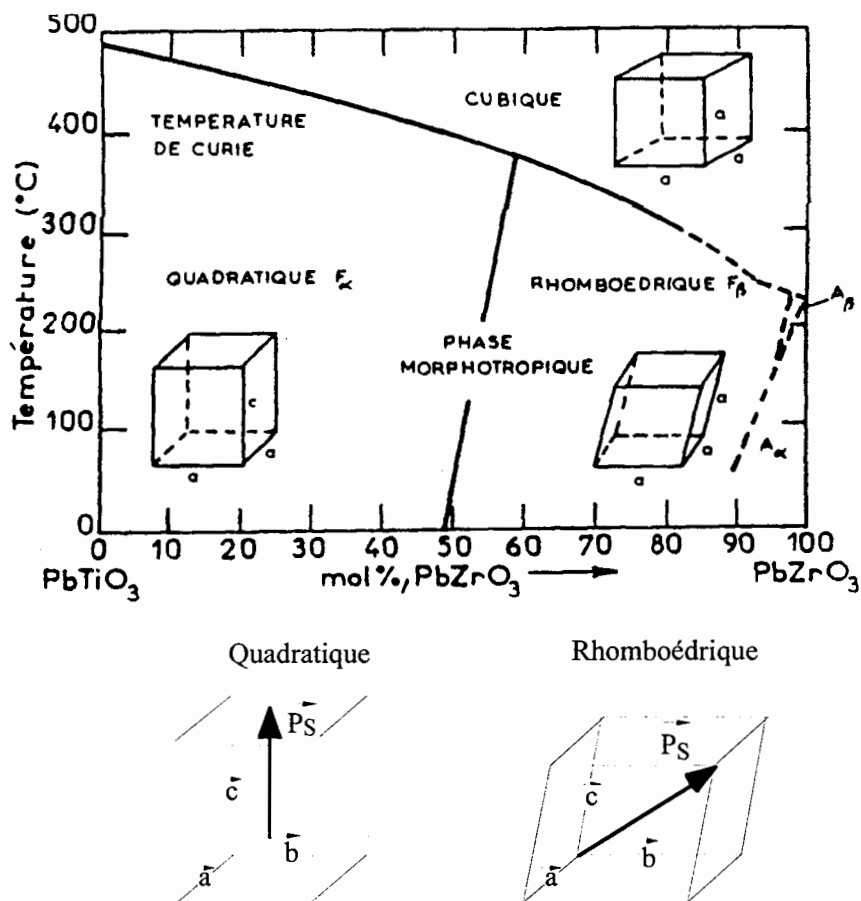 500
CUBIQUE
a
a
a
400
TEMPÉRATURE
DE CURIE
300
QUADRATIQUE Fα
RHOMBOEDRIQUE Fβ
Aβ
200
PHASE
MORPHOTROPIQUE
c
a
a
a
a
a
100
Aα
0
Température (°C)
0 10 20 30 40 50 60 70 80 90 100
PbTiO3 mol%, PbZrO3 PbZrO3
Quadratique Rhomboédrique
PS PS
c c
b b
a a